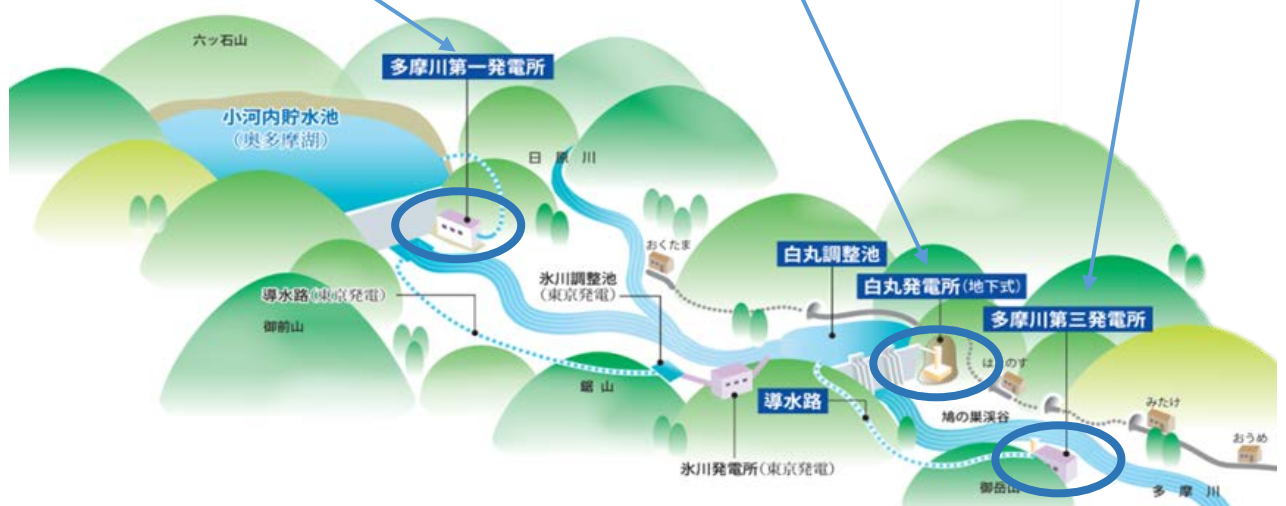 六ッ石山
多摩川第一発電所
小河内貯水池
(奥多摩湖)
日原川
おくたま
白丸調整池
氷川調整池
(東京発電)
白丸発電所(地下式)
導水路(東京発電)
多摩川第三発電所
御前山
はとのす
鋸山
導水路
みたけ
鳩の巣渓谷
おうめ
氷川発電所(東京発電)
御岳山
多摩川